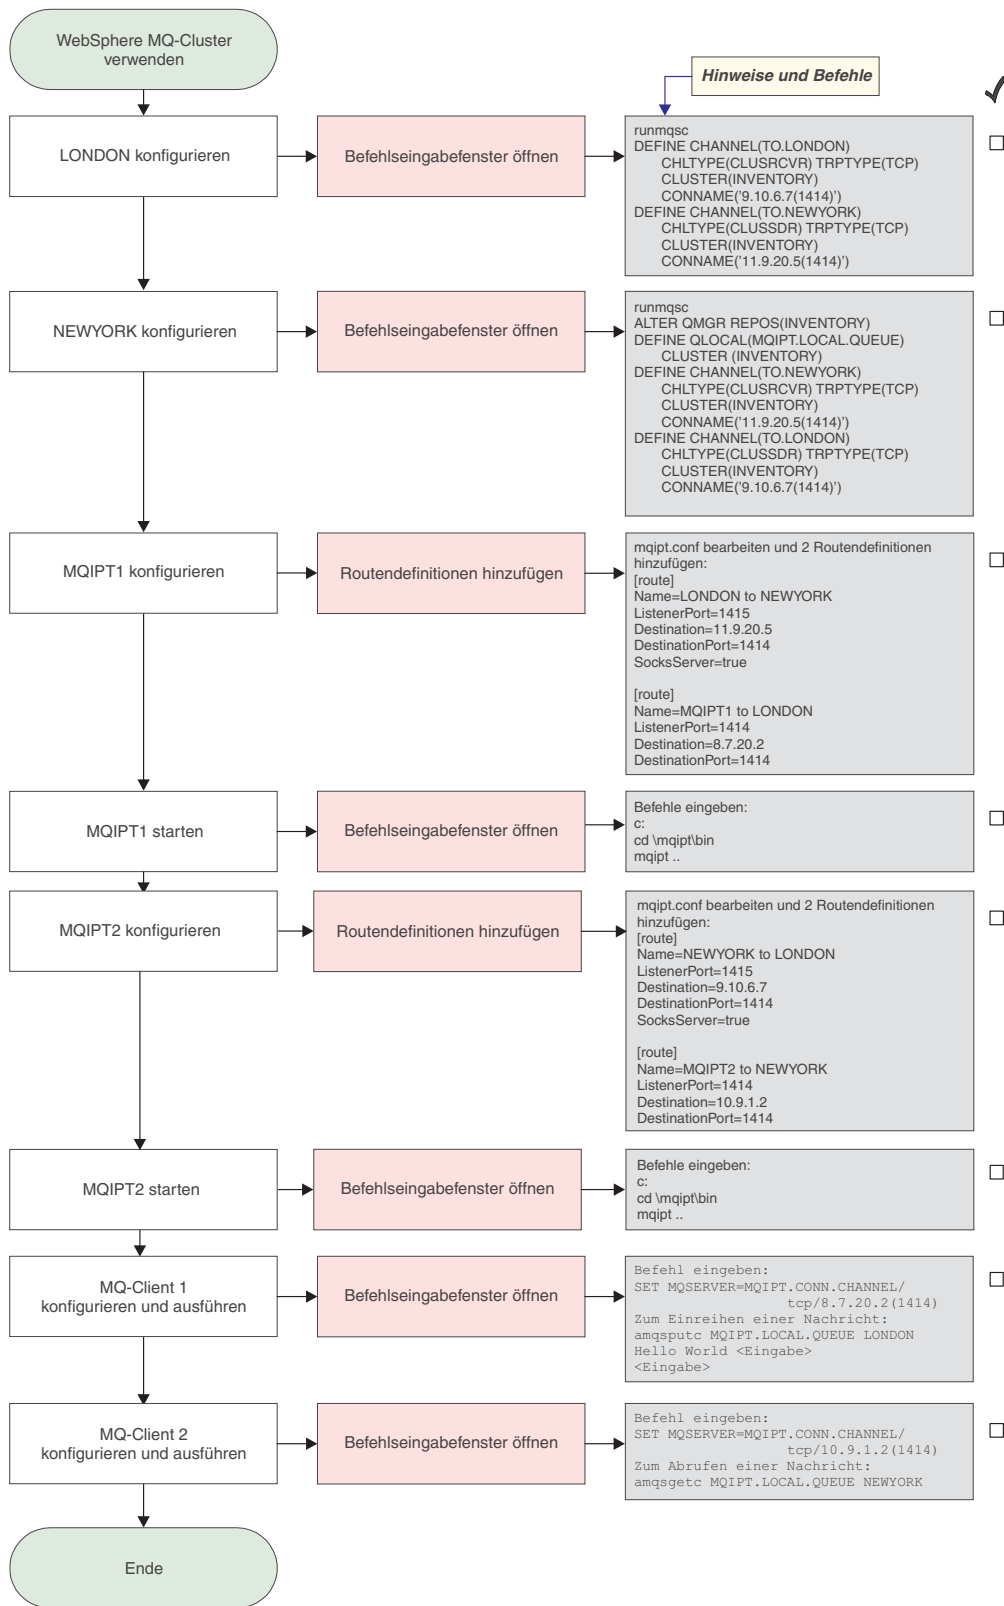 WebSphere MQ-Cluster
verwenden
Hinweise und Befehle
LONDON konfigurieren
Befehlseingabefenster öffnen
runmqsc
DEFINE CHANNEL(TO.LONDON)
CHLTYPE(CLUSRCVR) TRPTYPE(TCP)
CLUSTER(INVENTORY)
CONNAME('9.10.6.7(1414)')
DEFINE CHANNEL(TO.NEWYORK)
CHLTYPE(CLUSSDR) TRPTYPE(TCP)
CLUSTER(INVENTORY)
CONNAME('11.9.20.5(1414)')
NEWYORK konfigurieren
Befehlseingabefenster öffnen
runmqsc
ALTER QMGR REPOS(INVENTORY)
DEFINE QLOCAL(MQIPT.LOCAL.QUEUE)
CLUSTER (INVENTORY)
DEFINE CHANNEL(TO.NEWYORK)
CHLTYPE(CLUSRCVR) TRPTYPE(TCP)
CLUSTER(INVENTORY)
CONNAME('11.9.20.5(1414)')
DEFINE CHANNEL(TO.LONDON)
CHLTYPE(CLUSSDR) TRPTYPE(TCP)
CLUSTER(INVENTORY)
CONNAME('9.10.6.7(1414)')
MQIPT1 konfigurieren
Routendefinitionen hinzufügen
mqipt.conf bearbeiten und 2 Routendefinitionen
hinzufügen:
[route]
Name=LONDON to NEWYORK
ListenerPort=1415
Destination=11.9.20.5
DestinationPort=1414
SocksServer=true
[route]
Name=MQIPT1 to LONDON
ListenerPort=1414
Destination=8.7.20.2
DestinationPort=1414
MQIPT1 starten
Befehlseingabefenster öffnen
Befehle eingeben:
c:
cd \mqipt\bin
mqipt ..
MQIPT2 konfigurieren
Routendefinitionen hinzufügen
mqipt.conf bearbeiten und 2 Routendefinitionen
hinzufügen:
[route]
Name=NEWYORK to LONDON
ListenerPort=1415
Destination=9.10.6.7
DestinationPort=1414
SocksServer=true
[route]
Name=MQIPT2 to NEWYORK
ListenerPort=1414
Destination=10.9.1.2
DestinationPort=1414
MQIPT2 starten
Befehlseingabefenster öffnen
Befehle eingeben:
c:
cd \mqipt\bin
mqipt ..
MQ-Client 1
konfigurieren und ausführen
Befehlseingabefenster öffnen
Befehl eingeben:
SET MQSERVER=MQIPT.CONN.CHANNEL/
tcp/8.7.20.2(1414)
Zum Einreihen einer Nachricht:
amqsputc MQIPT.LOCAL.QUEUE LONDON
Hello World <Eingabe>
<Eingabe>
MQ-Client 2
konfigurieren und ausführen
Befehlseingabefenster öffnen
Befehl eingeben:
SET MQSERVER=MQIPT.CONN.CHANNEL/
tcp/10.9.1.2(1414)
Zum Abrufen einer Nachricht:
amqsgetc MQIPT.LOCAL.QUEUE NEWYORK
Ende